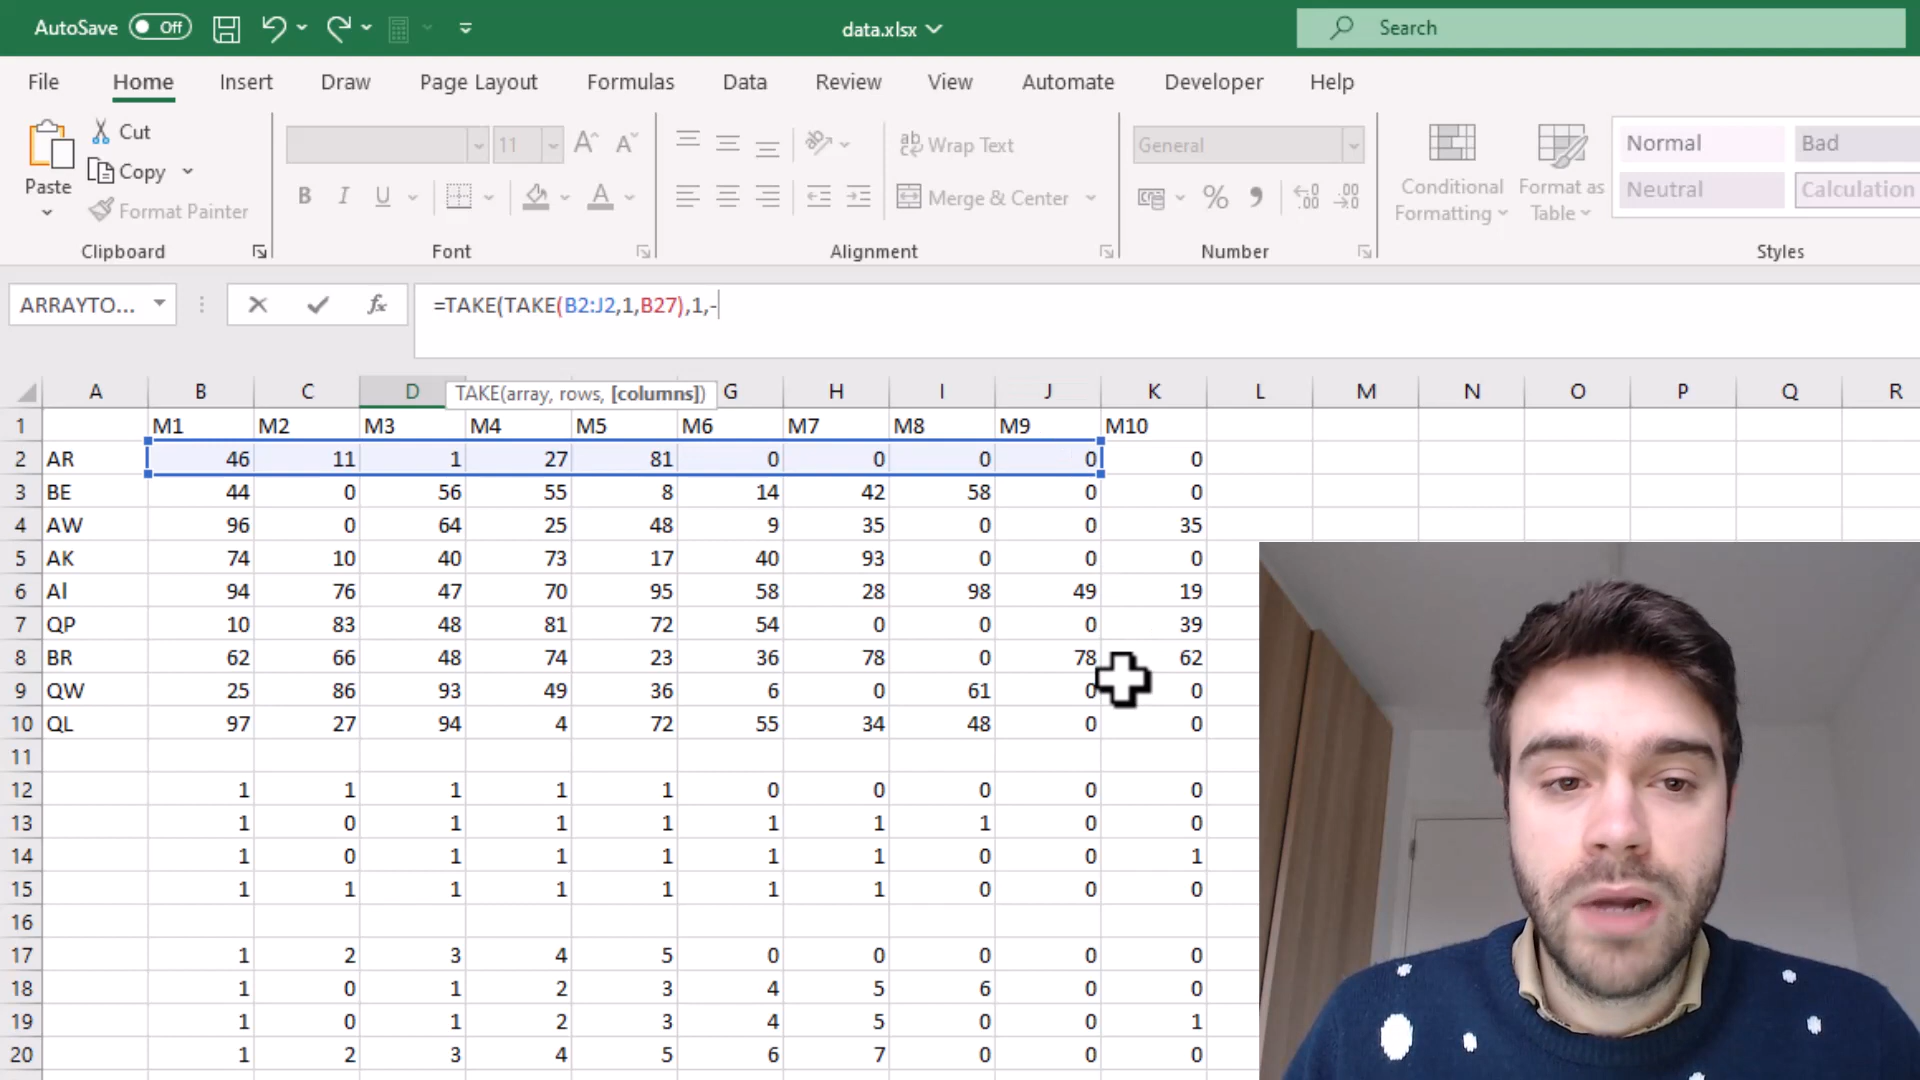 AutoSave Off data.xlsx Search
File Home Insert Draw Page Layout Formulas Data Review View Automate Developer Help
Paste Cut Copy Format Painter Clipboard
11 B I U Font
ab Wrap Text Merge & Center Alignment
General % Number
Conditional Formatting Format as Table Normal Bad Neutral Calculation Styles
ARRAYTO... fx =TAKE(TAKE(B2:J2,1,B27),1,-
TAKE(array, rows, [columns])
A B C D G H I J K L M N O P Q R
1 M1 M2 M3 M4 M5 M6 M7 M8 M9 M10
2 AR 46 11 1 27 81 0 0 0 0 0
3 BE 44 0 56 55 8 14 42 58 0 0
4 AW 96 0 64 25 48 9 35 0 0 35
5 AK 74 10 40 73 17 40 93 0 0 0
6 Al 94 76 47 70 95 58 28 98 49 19
7 QP 10 83 48 81 72 54 0 0 0 39
8 BR 62 66 48 74 23 36 78 0 78 62
9 QW 25 86 93 49 36 6 0 61 0 0
10 QL 97 27 94 4 72 55 34 48 0 0
11
12 1 1 1 1 1 0 0 0 0 0
13 1 0 1 1 1 1 1 1 0 0
14 1 0 1 1 1 1 1 0 0 1
15 1 1 1 1 1 1 1 0 0 0
16
17 1 2 3 4 5 0 0 0 0 0
18 1 0 1 2 3 4 5 6 0 0
19 1 0 1 2 3 4 5 0 0 1
20 1 2 3 4 5 6 7 0 0 0